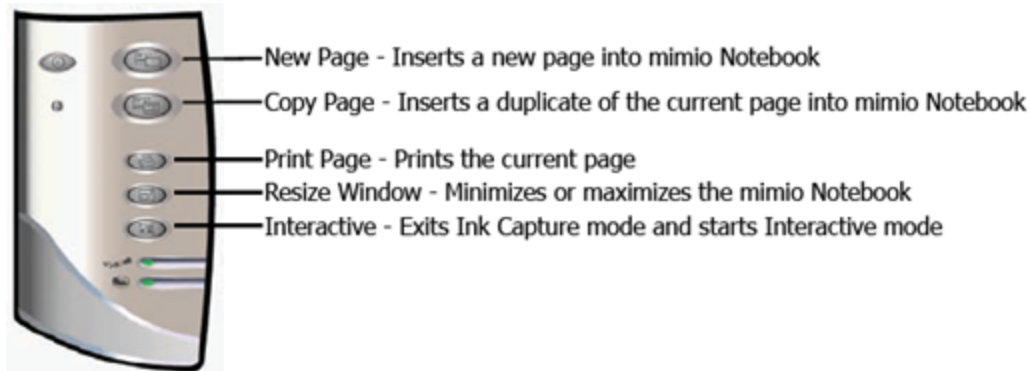 New Page - Inserts a new page into mimio Notebook
Copy Page - Inserts a duplicate of the current page into mimio Notebook
Print Page - Prints the current page
Resize Window - Minimizes or maximizes the mimio Notebook
Interactive - Exits Ink Capture mode and starts Interactive mode